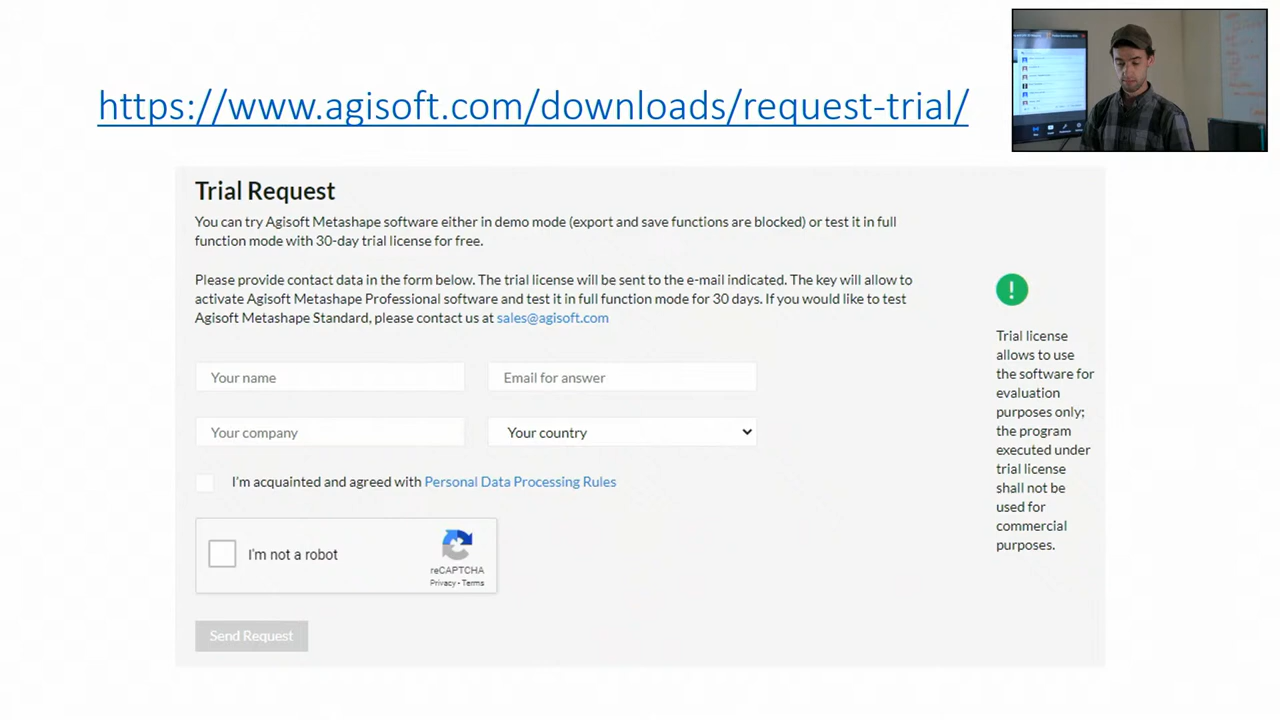 https://www.agisoft.com/downloads/request-trial/
Trial Request
You can try Agisoft Metashape software either in demo mode (export and save functions are blocked) or test it in full
function mode with 30-day trial license for free.
Please provide contact data in the form below. The trial license will be sent to the e-mail indicated. The key will allow to
activate Agisoft Metashape Professional software and test it in full function mode for 30 days. If you would like to test
Agisoft Metashape Standard, please contact us at sales@agisoft.com
Your name
Email for answer
Your company
Your country
I'm acquainted and agreed with Personal Data Processing Rules
I'm not a robot
reCAPTCHA
Privacy - Terms
Send Request
!
Trial license
allows to use
the software for
evaluation
purposes only;
the program
executed under
trial license
shall not be
used for
commercial
purposes.